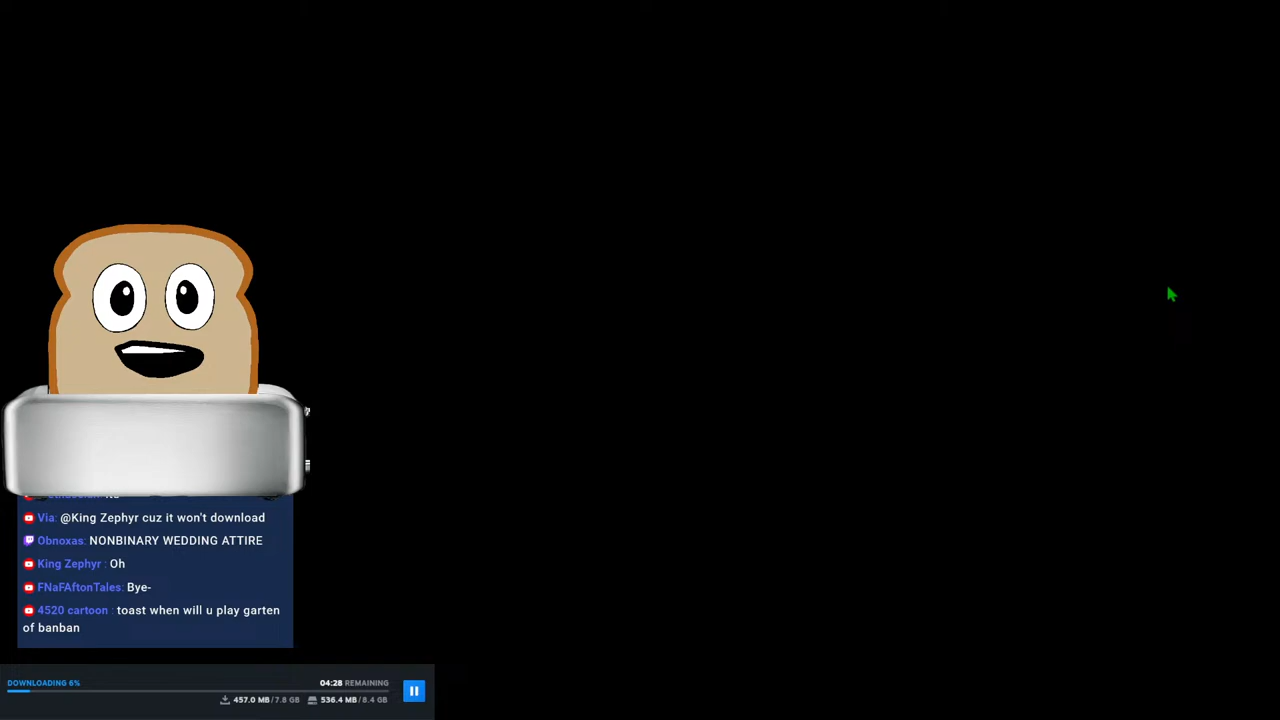 Via: @King Zephyr cuz it won't download
Obnoxas: NONBINARY WEDDING ATTIRE
King Zephyr : Oh
FNaFAftonTales: Bye-
4520 cartoon : toast when will u play garten
of banban
DOWNLOADING 6%
04:28 REMAINING
457.0 MB/7.8 GB 536.4 MB/8.4 GB